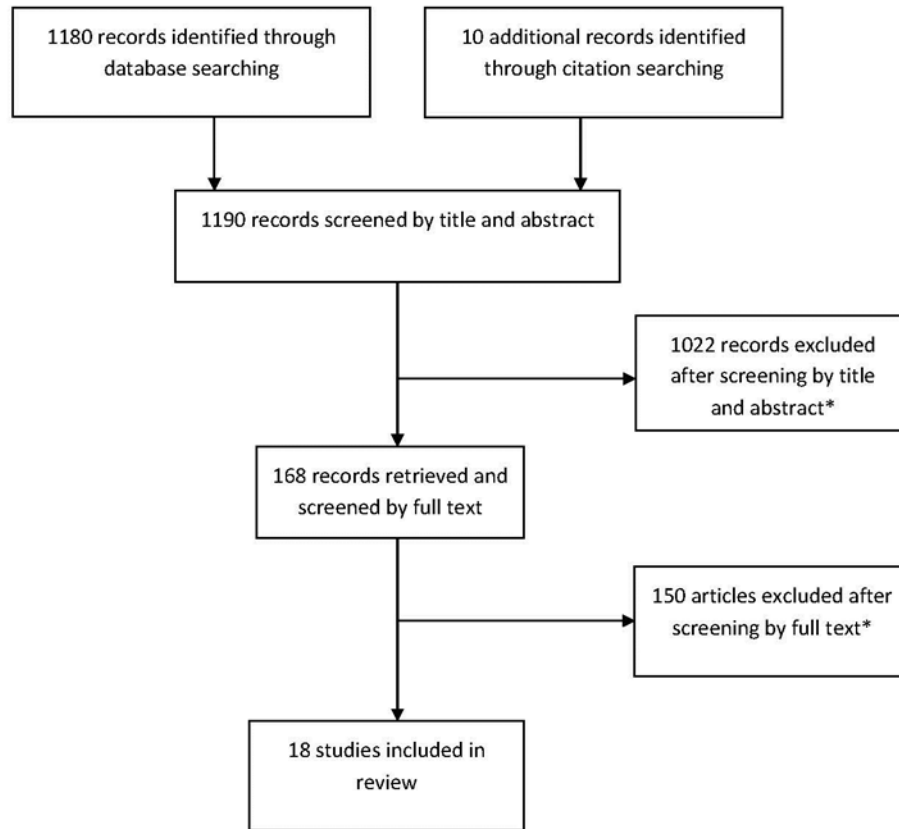 1180 records identified through
database searching
10 additional records identified
through citation searching
1190 records screened by title and abstract
1022 records excluded
after screening by title
and abstract*
168 records retrieved and
screened by full text
150 articles excluded after
screening by full text*
18 studies included in
review